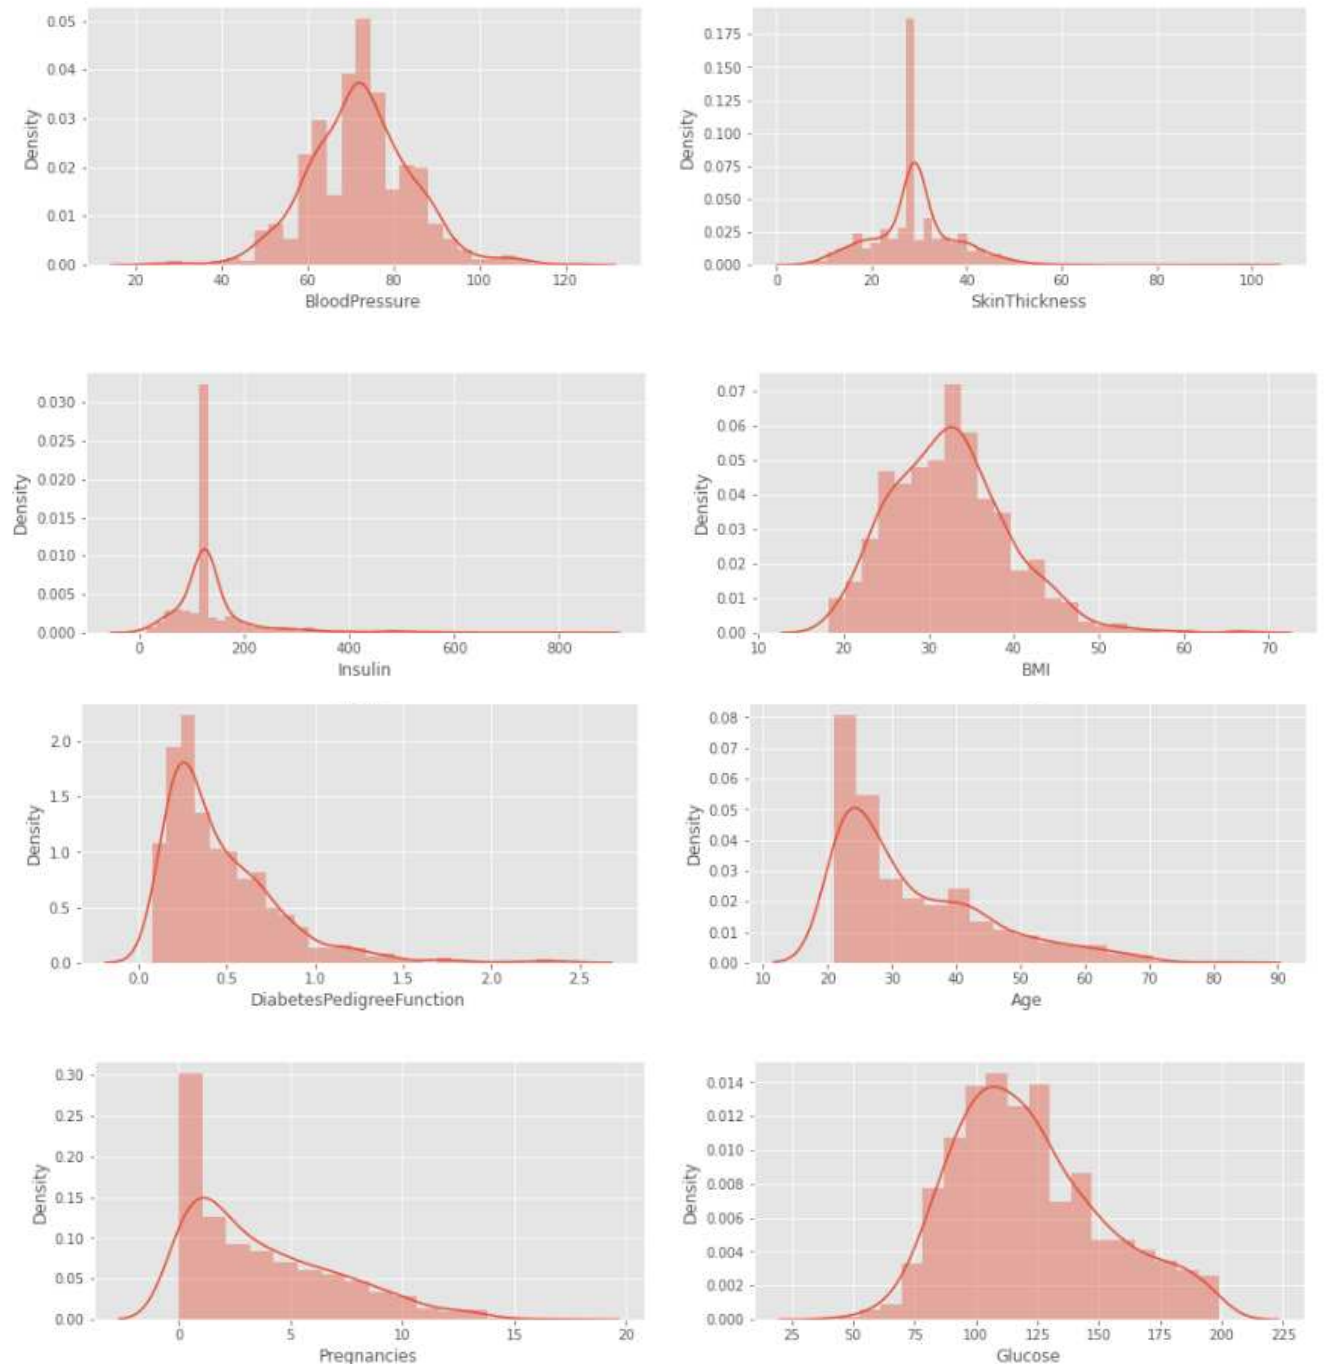 0.05
0.04
0.03
0.02
0.01
0.00
Density
20 40 60 80 100 120
BloodPressure
0.175
0.150
0.125
0.100
0.075
0.050
0.025
0.000
Density
0 20 40 60 80 100
SkinThickness
0.030
0.025
0.020
0.015
0.010
0.005
0.000
Density
0 200 400 600 800
Insulin
0.07
0.06
0.05
0.04
0.03
0.02
0.01
0.00
Density
10 20 30 40 50 60 70
BMI
2.0
1.5
1.0
0.5
0.0
Density
0.0 0.5 1.0 1.5 2.0 2.5
DiabetesPedigreeFunction
0.08
0.07
0.06
0.05
0.04
0.03
0.02
0.01
0.00
Density
10 20 30 40 50 60 70 80 90
Age
0.30
0.25
0.20
0.15
0.10
0.05
0.00
Density
0 5 10 15 20
Pregnancies
0.014
0.012
0.010
0.008
0.006
0.004
0.002
0.000
Density
25 50 75 100 125 150 175 200 225
Glucose